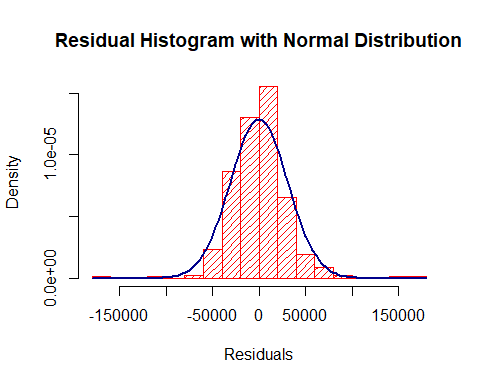 Residual Histogram with Normal Distribution
Density
1.0e-05
0.0e+00
-150000 -50000 0 50000 150000
Residuals